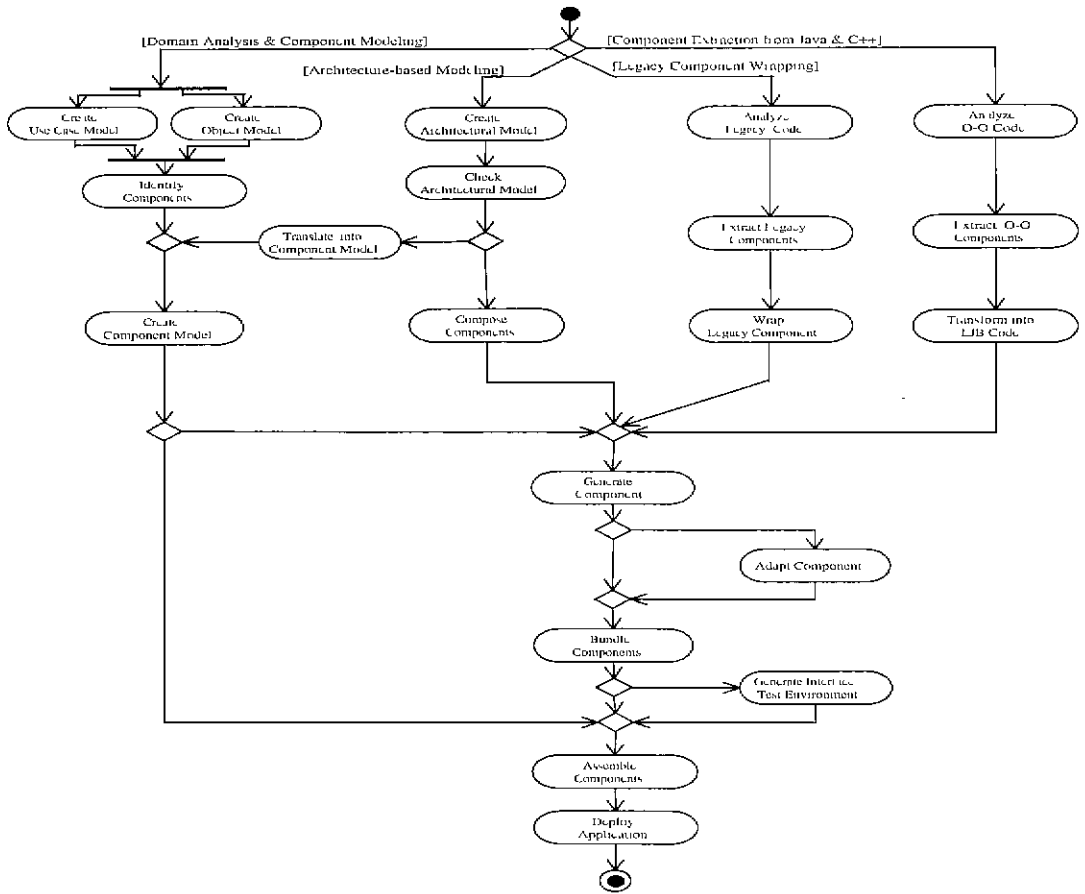 [Domain Analysis & Component Modeling]
[Component Extraction from Java & C++]
[Architecture-based Modeling]
[Legacy Component Wrapping]
Create
Use Case Model
Create
Object Model
Create
Architectural Model
Analyze
Legacy Code
Analyze
O-O Code
Identify
Components
Check
Architectural Model
Translate into
Component Model
Extract Legacy
Components
Extract O-O
Components
Create
Component Model
Compose
Components
Wrap
Legacy Component
Transform into
EJB Code
Generate
Component
Adapt Component
Bundle
Components
Generate Interface
Test Environment
Assemble
Components
Deploy
Application